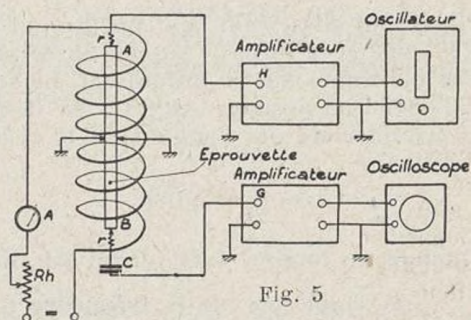 Oscillateur
Amplificateur
r
A
H
Eprouvette
Oscilloscope
Amplificateur
G
A
B
r
C
Rh
=
Fig. 5